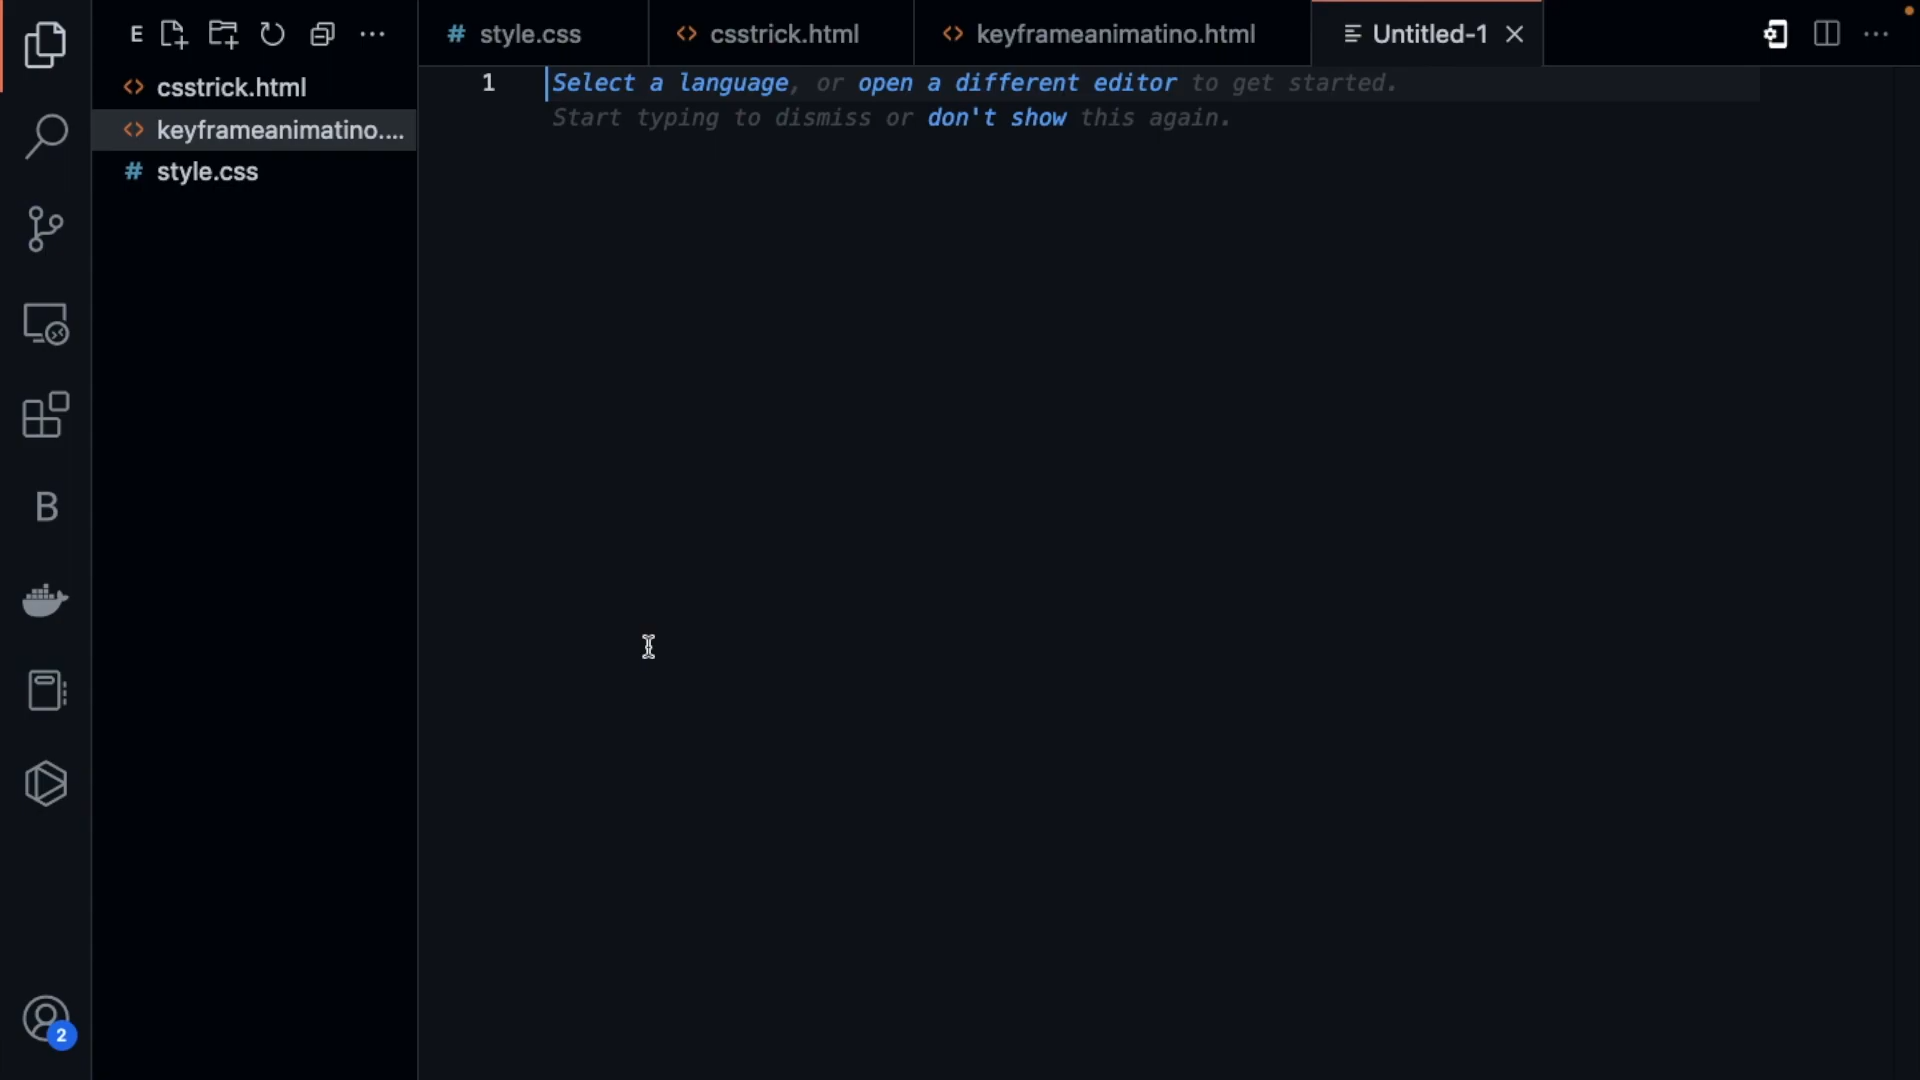 E
csstrick.html
keyframeanimatino....
# style.css
# style.css
<> csstrick.html
<> keyframeanimatino.html
Untitled-1
1
Select a language, or open a different editor to get started.
Start typing to dismiss or don't show this again.
B
2